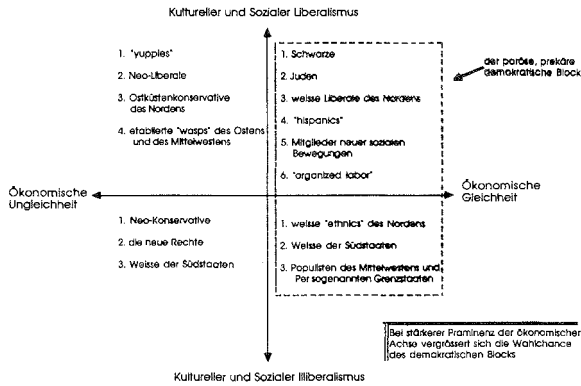 Kultureller und Sozialer Liberalismus
1. "yuppies"
2. Neo-Liberale
3. Ostküstenkonservative
des Nordens
4. etablierte "wasps" des Ostens
und des Mittelwestens
1. Schwarze
2. Juden
3. weisse Liberale des Nordens
4. "hispanics"
5. Mitglieder neuer sozialen
Bewegungen
6. "organized labor"
der poröse, prekäre
demokratische Block
Ökonomische
Ungleichheit
Ökonomische
Gleichheit
1. Neo-Konservative
2. die neue Rechte
3. Weisse der Südstaaten
1. weisse "ethnics" des Nordens
2. Weisse der Südstaaten
3. Populisten des Mittelwestens und
Per sogenannten Grenzstaaten
Bei stärkerer Prominenz der ökonomischer
Achse vergrössert sich die Wahlchance
des demokratischen Blocks
Kultureller und Sozialer Illiberalismus